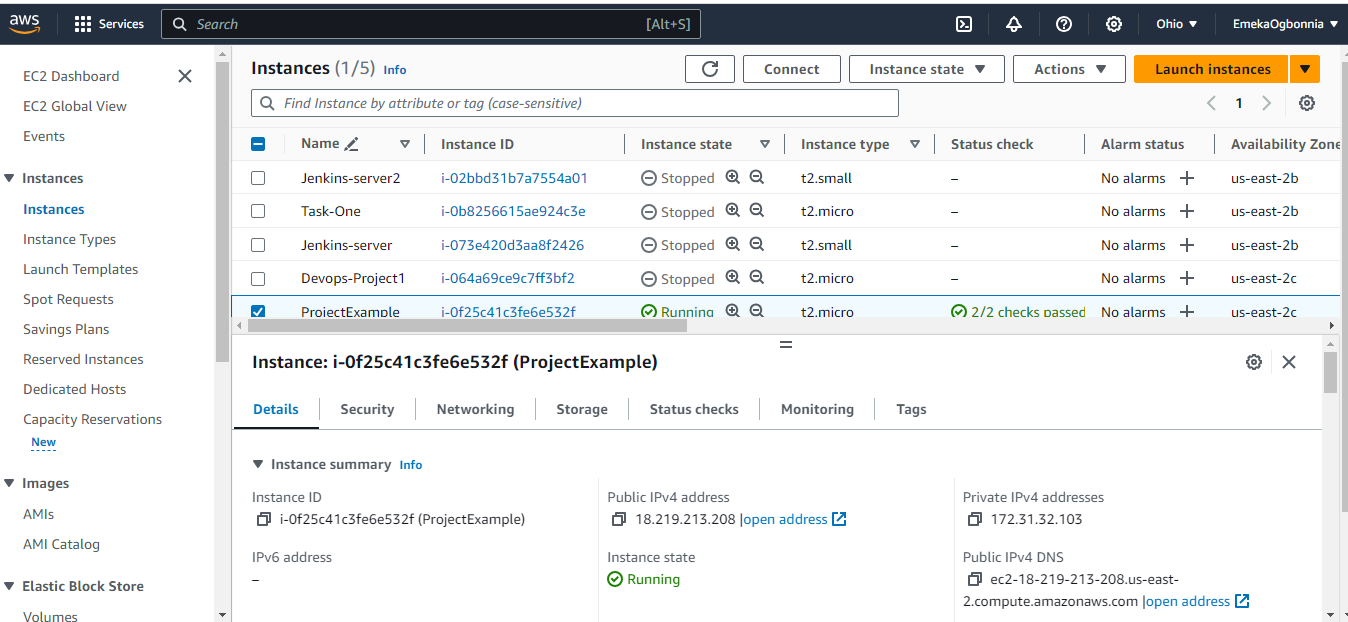 aws Services Search [Alt+S] Ohio EmekaOgbonnia
EC2 Dashboard
EC2 Global View
Events
Instances
Instances
Instance Types
Launch Templates
Spot Requests
Savings Plans
Reserved Instances
Dedicated Hosts
Capacity Reservations
New
Images
AMIs
AMI Catalog
Elastic Block Store
Volumes
Instances (1/5) Info Connect Instance state Actions Launch instances
Find Instance by attribute or tag (case-sensitive) 1
Name Instance ID Instance state Instance type Status check Alarm status Availability Zone
Jenkins-server2 i-02bbd31b7a7554a01 Stopped t2.small – No alarms us-east-2b
Task-One i-0b8256615ae924c3e Stopped t2.micro – No alarms us-east-2b
Jenkins-server i-073e420d3aa8f2426 Stopped t2.small – No alarms us-east-2b
Devops-Project1 i-064a69ce9c7ff3bf2 Stopped t2.micro – No alarms us-east-2c
ProjectExample i-0f25c41c3fe6e532f Running t2.micro 2/2 checks passed No alarms us-east-2c
Instance: i-0f25c41c3fe6e532f (ProjectExample)
Details Security Networking Storage Status checks Monitoring Tags
Instance summary Info
Instance ID
i-0f25c41c3fe6e532f (ProjectExample)
IPv6 address
–
Public IPv4 address
18.219.213.208 |open address
Instance state
Running
Private IPv4 addresses
172.31.32.103
Public IPv4 DNS
ec2-18-219-213-208.us-east-
2.compute.amazonaws.com |open address